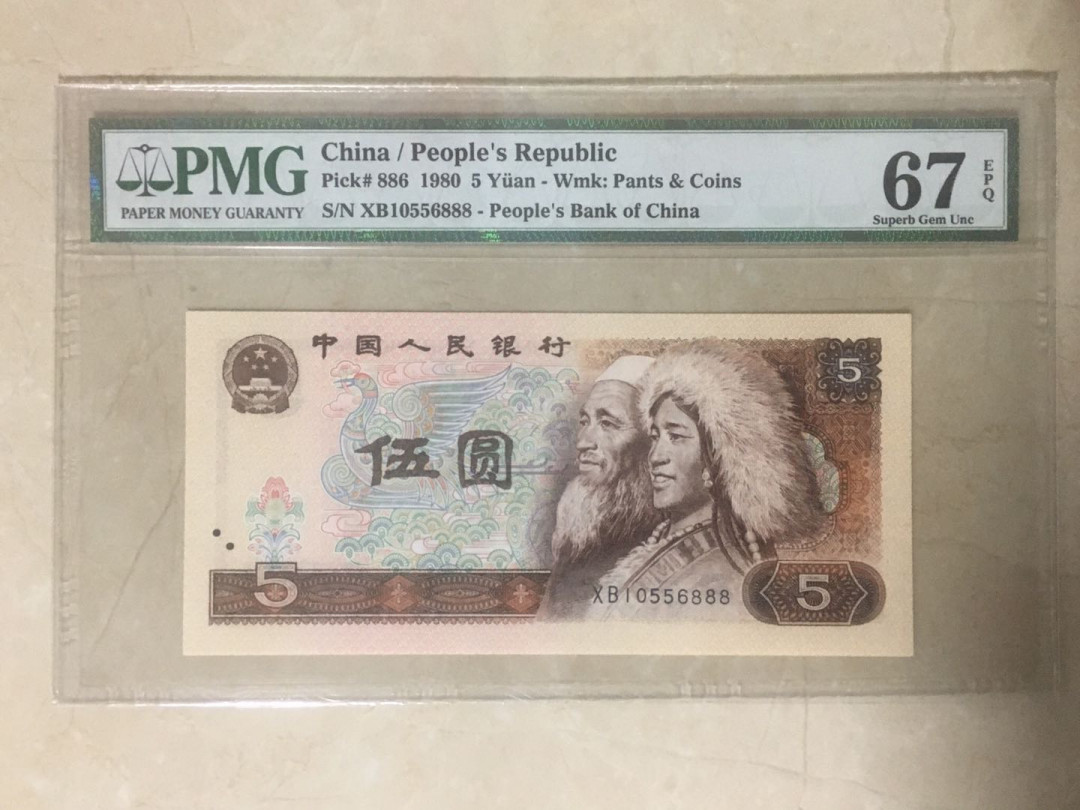 PMG
PAPER MONEY GUARANTY
China / People's Republic
Pick# 886 1980 5 Yüan - Wmk: Pants & Coins
S/N XB10556888 - People's Bank of China
67
EPQ
Superb Gem Unc
中国人民银行
5
伍圆
5
XB10556888
5